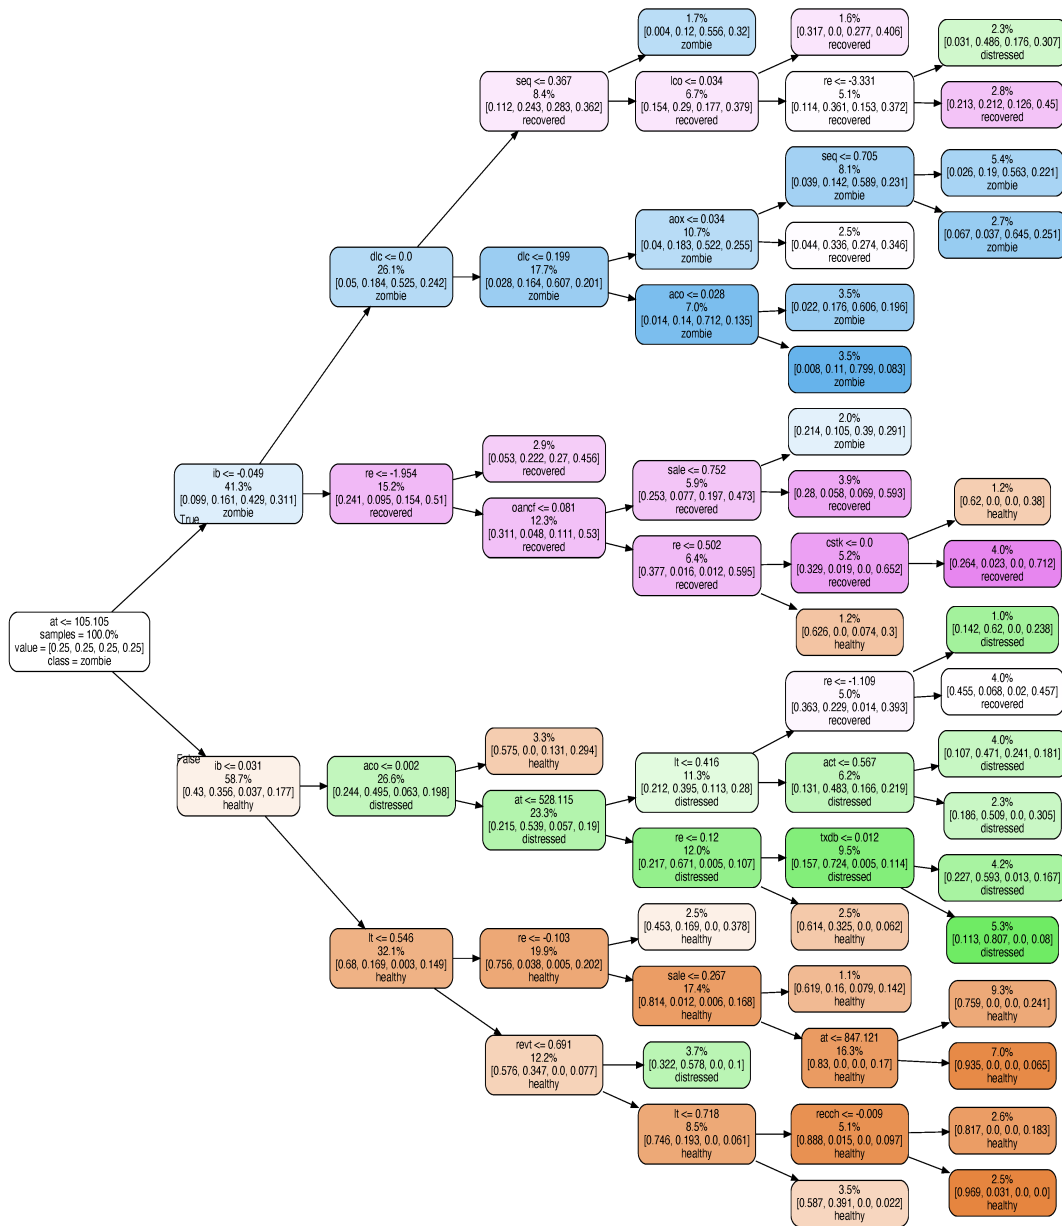 1.7%
[0.004, 0.12, 0.556, 0.32]
zombie
1.6%
[0.317, 0.0, 0.277, 0.406]
recovered
2.3%
[0.031, 0.486, 0.176, 0.307]
distressed
seq <= 0.367
8.4%
[0.112, 0.243, 0.283, 0.362]
recovered
lco <= 0.034
6.7%
[0.154, 0.29, 0.177, 0.379]
recovered
re <= -3.331
5.1%
[0.114, 0.361, 0.153, 0.372]
recovered
2.8%
[0.213, 0.212, 0.126, 0.45]
recovered
seq <= 0.705
8.1%
[0.039, 0.142, 0.589, 0.231]
zombie
5.4%
[0.026, 0.19, 0.563, 0.221]
zombie
aox <= 0.034
10.7%
[0.04, 0.183, 0.522, 0.255]
zombie
2.5%
[0.044, 0.336, 0.274, 0.346]
recovered
2.7%
[0.067, 0.037, 0.645, 0.251]
zombie
dlc <= 0.0
26.1%
[0.05, 0.184, 0.525, 0.242]
zombie
dlc <= 0.199
17.7%
[0.028, 0.164, 0.607, 0.201]
zombie
aco <= 0.028
7.0%
[0.014, 0.14, 0.712, 0.135]
zombie
3.5%
[0.022, 0.176, 0.606, 0.196]
zombie
3.5%
[0.008, 0.11, 0.799, 0.083]
zombie
2.0%
[0.214, 0.105, 0.39, 0.291]
zombie
ib <= -0.049
41.3%
[0.099, 0.161, 0.429, 0.311]
zombie
True
re <= -1.954
15.2%
[0.241, 0.095, 0.154, 0.51]
recovered
2.9%
[0.053, 0.222, 0.27, 0.456]
recovered
sale <= 0.752
5.9%
[0.253, 0.077, 0.197, 0.473]
recovered
3.9%
[0.28, 0.058, 0.069, 0.593]
recovered
oancf <= 0.081
12.3%
[0.311, 0.048, 0.111, 0.53]
recovered
1.2%
[0.62, 0.0, 0.0, 0.38]
healthy
re <= 0.502
6.4%
[0.377, 0.016, 0.012, 0.595]
recovered
cstk <= 0.0
5.2%
[0.329, 0.019, 0.0, 0.652]
recovered
4.0%
[0.264, 0.023, 0.0, 0.712]
recovered
1.2%
[0.626, 0.0, 0.074, 0.3]
healthy
at <= 105.105
samples = 100.0%
value = [0.25, 0.25, 0.25, 0.25]
class = zombie
1.0%
[0.142, 0.62, 0.0, 0.238]
distressed
re <= -1.109
5.0%
[0.363, 0.229, 0.014, 0.393]
recovered
4.0%
[0.455, 0.068, 0.02, 0.457]
recovered
False
ib <= 0.031
58.7%
[0.43, 0.356, 0.037, 0.177]
healthy
aco <= 0.002
26.6%
[0.244, 0.495, 0.063, 0.198]
distressed
3.3%
[0.575, 0.0, 0.131, 0.294]
healthy
lt <= 0.416
11.3%
[0.212, 0.395, 0.113, 0.28]
distressed
act <= 0.567
6.2%
[0.131, 0.483, 0.166, 0.219]
distressed
4.0%
[0.107, 0.471, 0.241, 0.181]
distressed
at <= 528.115
23.3%
[0.215, 0.539, 0.057, 0.19]
distressed
2.3%
[0.186, 0.509, 0.0, 0.305]
distressed
re <= 0.12
12.0%
[0.217, 0.671, 0.005, 0.107]
distressed
txdb <= 0.012
9.5%
[0.157, 0.724, 0.005, 0.114]
distressed
4.2%
[0.227, 0.593, 0.013, 0.167]
distressed
2.5%
[0.614, 0.325, 0.0, 0.062]
healthy
5.3%
[0.113, 0.807, 0.0, 0.08]
distressed
lt <= 0.546
32.1%
[0.68, 0.169, 0.003, 0.149]
healthy
re <= -0.103
19.9%
[0.756, 0.038, 0.005, 0.202]
healthy
2.5%
[0.453, 0.169, 0.0, 0.378]
healthy
sale <= 0.267
17.4%
[0.814, 0.012, 0.006, 0.168]
healthy
1.1%
[0.619, 0.16, 0.079, 0.142]
healthy
9.3%
[0.759, 0.0, 0.0, 0.241]
healthy
at <= 847.121
16.3%
[0.83, 0.0, 0.0, 0.17]
healthy
7.0%
[0.935, 0.0, 0.0, 0.065]
healthy
revt <= 0.691
12.2%
[0.576, 0.347, 0.0, 0.077]
healthy
3.7%
[0.322, 0.578, 0.0, 0.1]
distressed
lt <= 0.718
8.5%
[0.746, 0.193, 0.0, 0.061]
healthy
recch <= -0.009
5.1%
[0.888, 0.015, 0.0, 0.097]
healthy
2.6%
[0.817, 0.0, 0.0, 0.183]
healthy
3.5%
[0.587, 0.391, 0.0, 0.022]
healthy
2.5%
[0.969, 0.031, 0.0, 0.0]
healthy